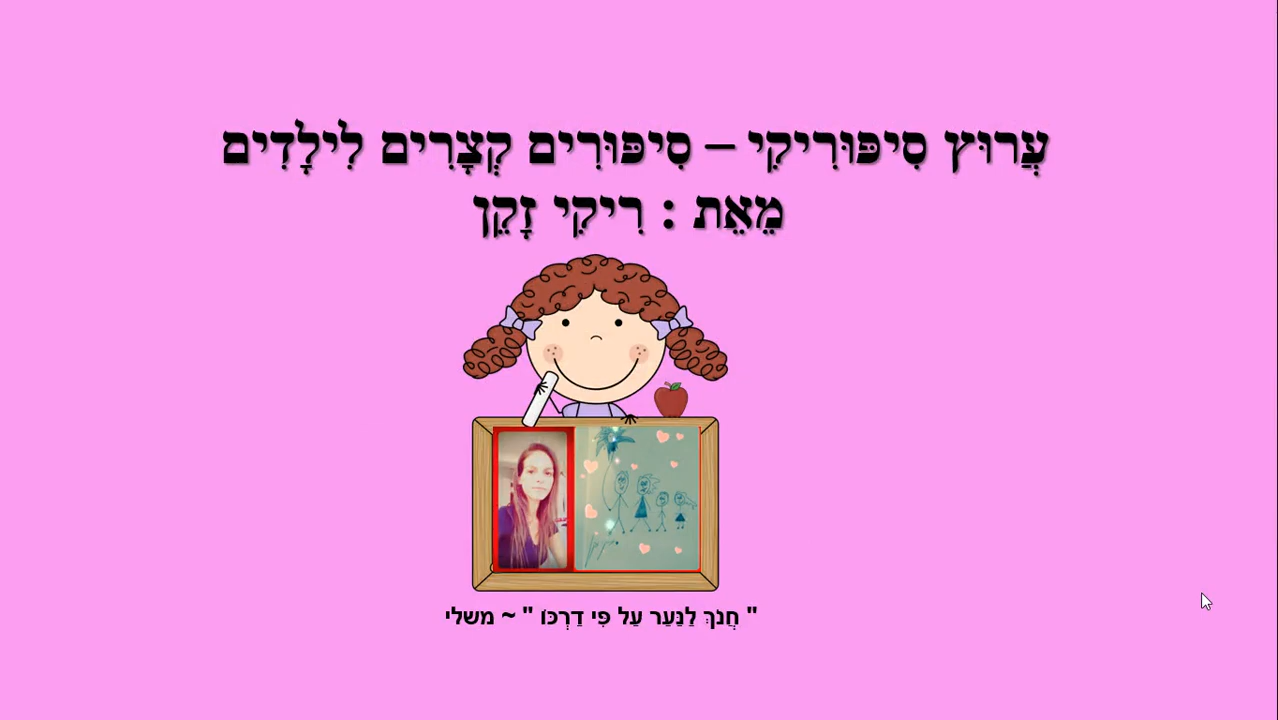 עֲרוּץ סִיפּוּרִיקִי – סִיפּוּרִים קְצָרִים לִילָדִים
מֵאֵת : רִיקִי זָקֵן
" חֲנֹךְ לַנַּעַר עַל פִּי דַרְכּוֹ " ~ משלי